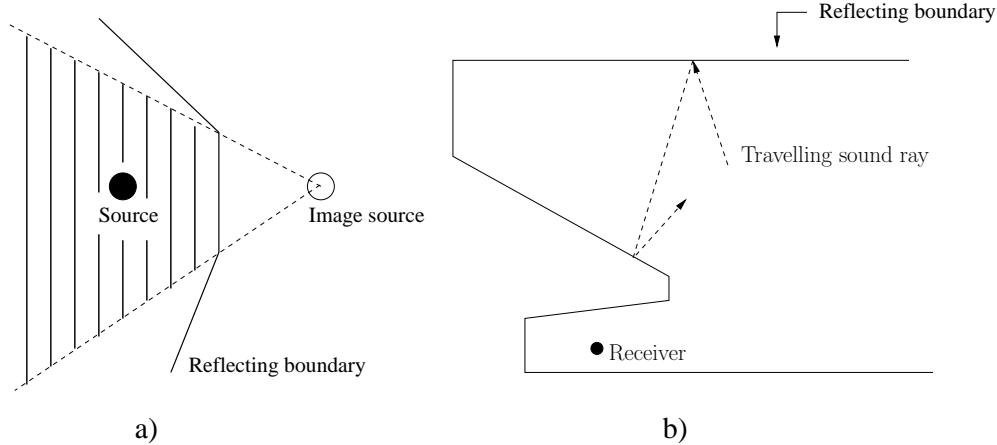 Source
Image source
Reflecting boundary
a)
Reflecting boundary
Travelling sound ray
Receiver
b)